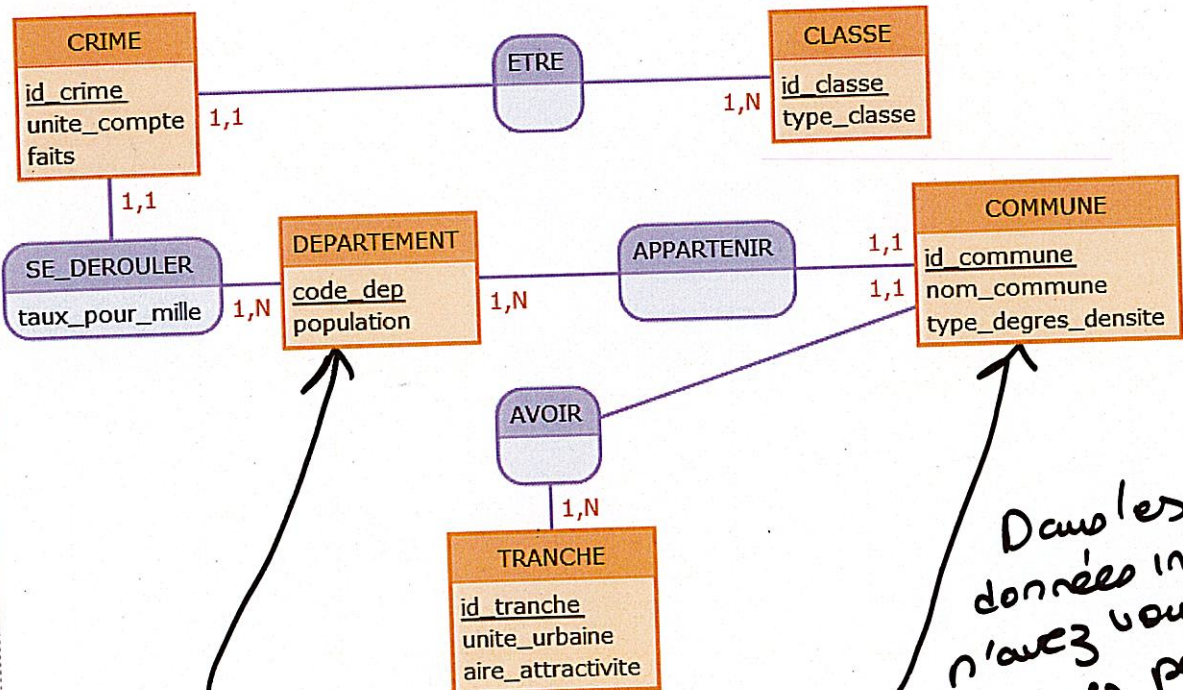 CRIME
id_crime
unite_compte
faits
1,1
ETRE
1,N
CLASSE
id_classe
type_classe
1,1
SE_DEROULER
taux_pour_mille
1,N
DEPARTEMENT
code_dep
population
1,N
APPARTENIR
1,1
1,1
COMMUNE
id_commune
nom_commune
type_degres_densite
AVOIR
1,N
TRANCHE
id_tranche
unite_urbaine
aire_attractivite
Dans les
données
n'avez